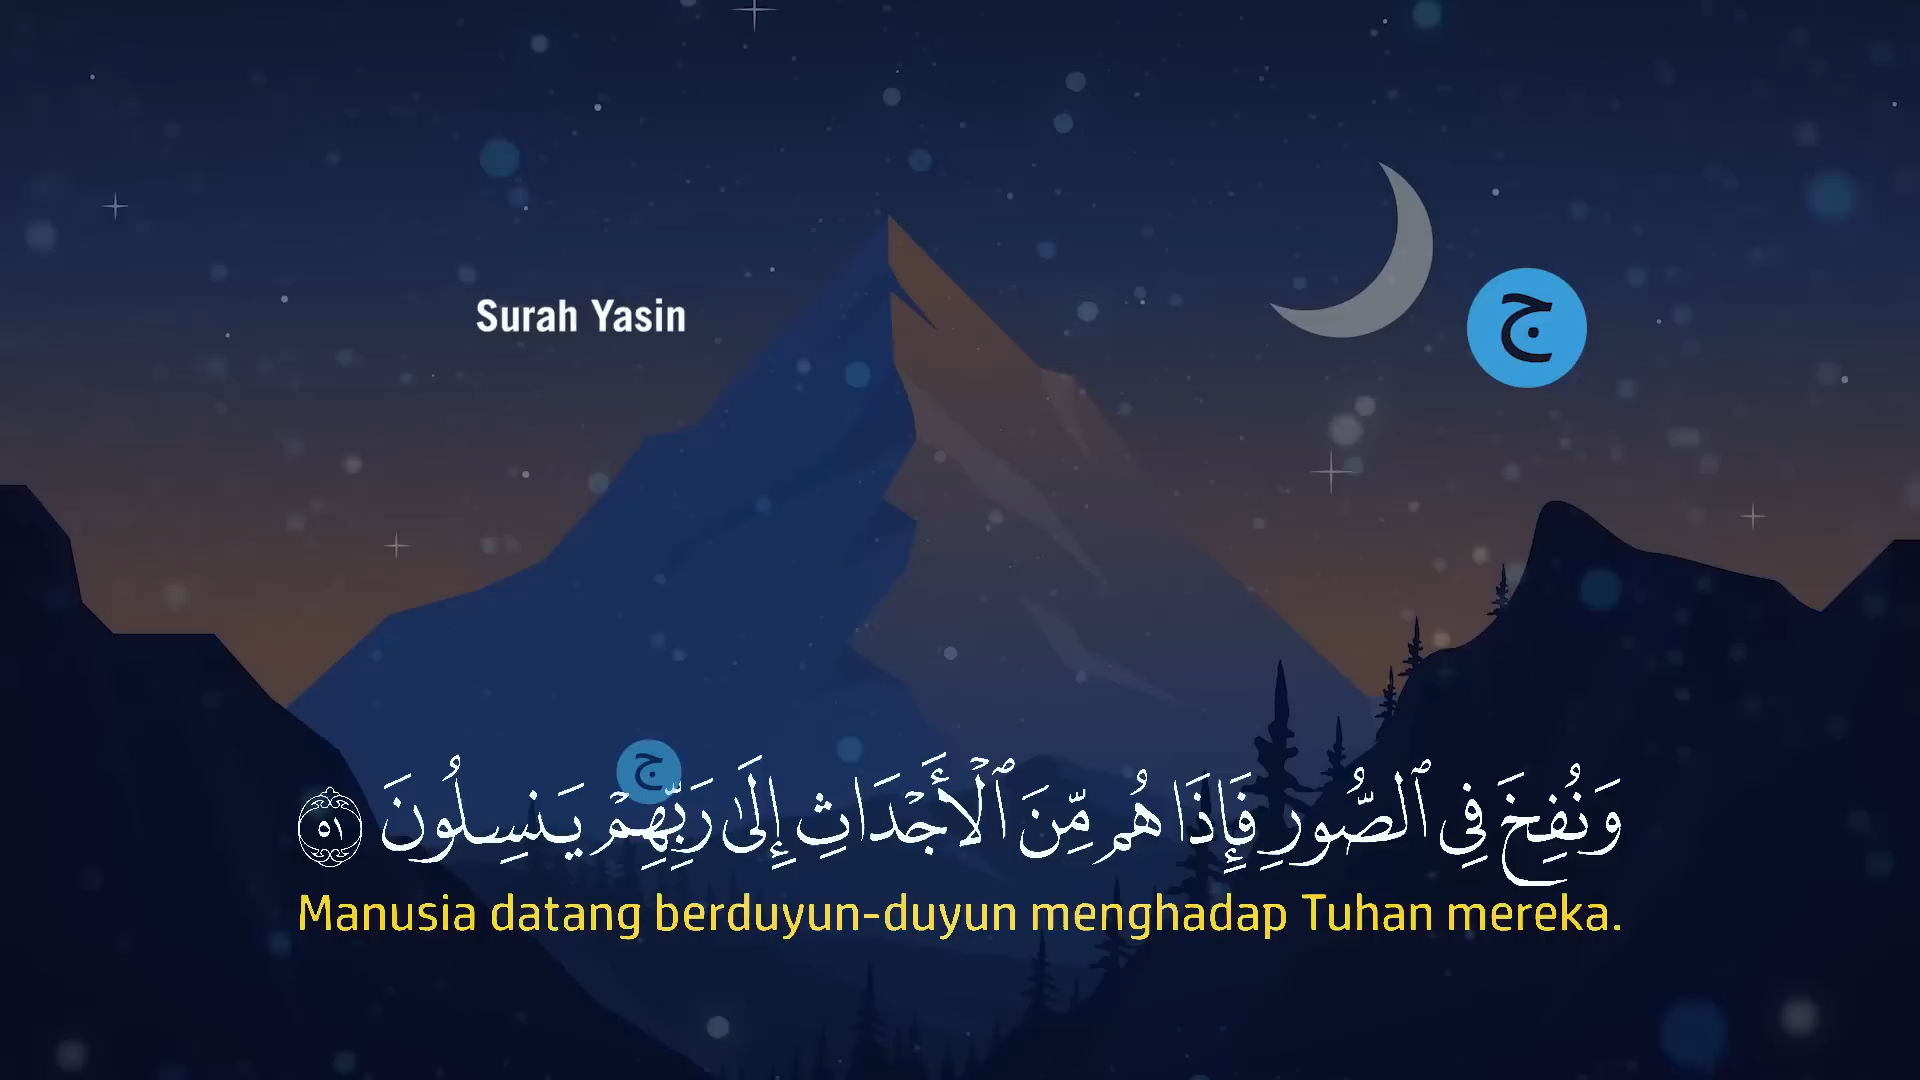 Surah Yasin
ج
ج
وَنُفِخَ فِى ٱلصُّورِ فَإِذَا هُم مِّنَ ٱلْأَجْدَاثِ إِلَىٰ رَبِّهِمْ يَنسِلُونَ ٥١
Manusia datang berduyun-duyun menghadap Tuhan mereka.